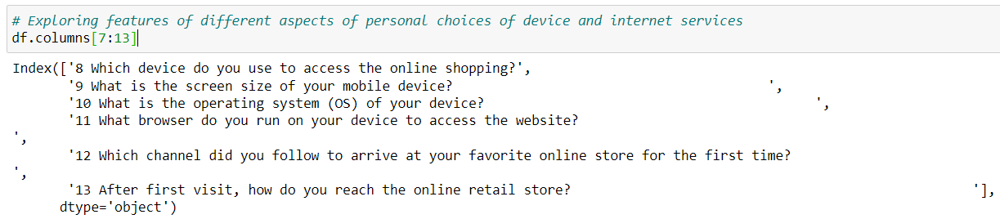 # Exploring features of different aspects of personal choices of device and internet services
df.columns[7:13]
Index(['8 Which device do you use to access the online shopping?',
'9 What is the screen size of your mobile device?                                        ',
'10 What is the operating system (OS) of your device?                                          ',
'11 What browser do you run on your device to access the website?
',
'12 Which channel did you follow to arrive at your favorite online store for the first time?
',
'13 After first visit, how do you reach the online retail store?                                                   '],
dtype='object')